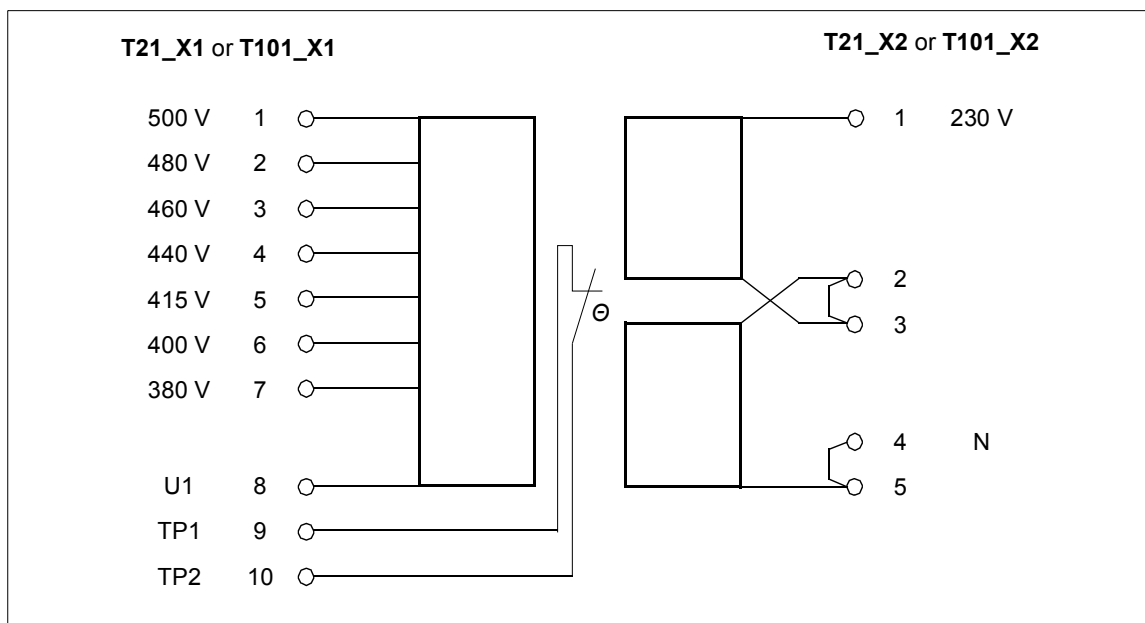 T21_X1 or T101_X1
T21_X2 or T101_X2
500 V 1
1 230 V
480 V 2
460 V 3
440 V 4
2
415 V 5
Θ
3
400 V 6
380 V 7
4 N
U1 8
5
TP1 9
TP2 10